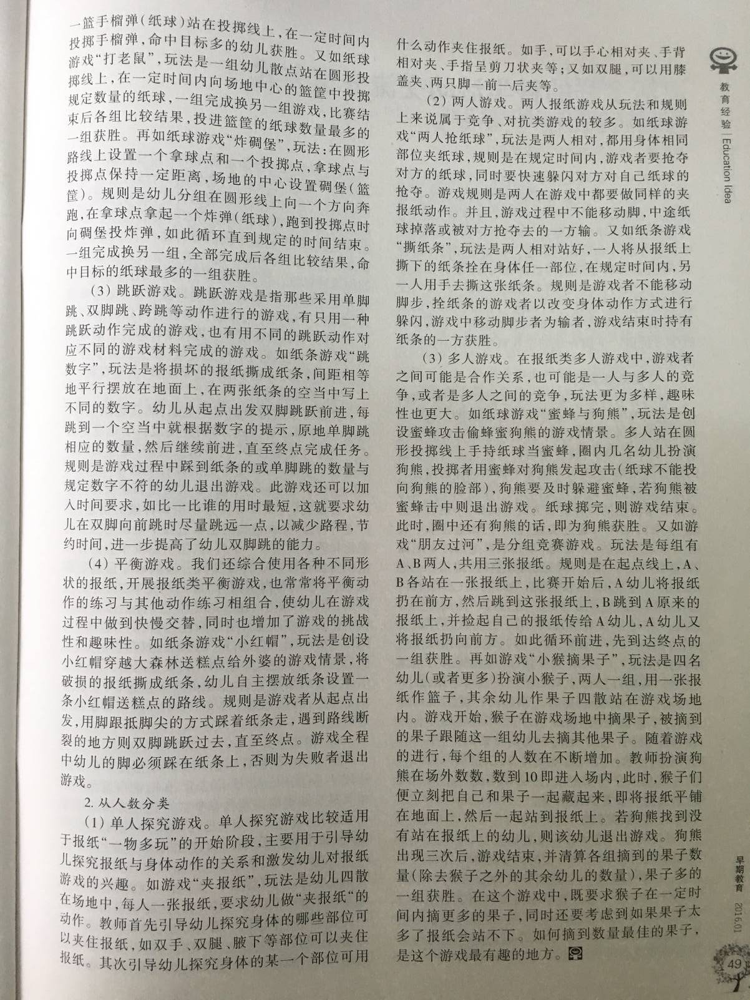 一篮手榴弹(纸球)站在投掷线上,在一定时间内
投掷手榴弹,命中目标多的幼儿获胜。又如纸球
游戏“打老鼠”,玩法是一组幼儿散点站在圆形投
掷线上,在一定时间内向场地中心的篮筐中投掷
规定数量的纸球,一组完成换另一组游戏,比赛结
束后各组比较结果,投进篮筐的纸球数量最多的
一组获胜。再如纸球游戏“炸碉堡”,玩法:在圆形
路线上设置一个拿球点和一个投掷点,拿球点与
投掷点保持一定距离,场地的中心设置碉堡(篮
筐)。规则是幼儿分组在圆形线上向一个方向奔
跑,在拿球点拿起一个炸弹(纸球),跑到投掷点时
向碉堡投炸弹,如此循环直到规定的时间结束。
一组完成换另一组,全部完成后各组比较结果,命
中目标的纸球最多的一组获胜。
(3) 跳跃游戏。跳跃游戏是指那些采用单脚
跳、双脚跳、跨跳等动作进行的游戏,有只用一种
跳跃动作完成的游戏,也有用不同的跳跃动作对
应不同的游戏材料完成的游戏。如纸条游戏“跳
数字”,玩法是将损坏的报纸撕成纸条,间距相等
地平行摆放在地面上,在两张纸条的空当中写上
不同的数字。幼儿从起点出发双脚跳跃前进,每
跳到一个空当中就根据数字的提示,原地单脚跳
相应的数量,然后继续前进,直至终点完成任务。
规则是游戏过程中踩到纸条的或单脚跳的数量与
规定数字不符的幼儿退出游戏。此游戏还可以加
入时间要求,如比一比谁的用时最短,这就要求幼
儿在双脚向前跳时尽量跳远一点,以减少路程,节
约时间,进一步提高了幼儿双脚跳的能力。
(4) 平衡游戏。我们还综合使用各种不同形
状的报纸,开展报纸类平衡游戏,也常常将平衡动
作的练习与其他动作练习相组合,使幼儿在游戏
过程中做到快慢交替,同时也增加了游戏的挑战
性和趣味性。如纸条游戏“小红帽”,玩法是创设
小红帽穿越大森林送糕点给外婆的游戏情景,将
破损的报纸撕成纸条,幼儿自主摆放纸条设置一
条小红帽送糕点的路线。规则是游戏者从起点出
发,用脚跟抵脚尖的方式踩着纸条走,遇到路线断
裂的地方则双脚跳跃过去,直至终点。游戏全程
中幼儿的脚必须踩在纸条上,否则为失败者退出
游戏。
2. 从人数分类
(1) 单人探究游戏。单人探究游戏比较适用
于报纸“一物多玩”的开始阶段,主要用于引导幼
儿探究报纸与身体动作的关系和激发幼儿对报纸
游戏的兴趣。如游戏“夹报纸”,玩法是幼儿四散
在场地中,每人一张报纸,要求幼儿做“夹报纸“的
动作。教师首先引导幼儿探究身体的哪些部位可
以夹住报纸,如双手、双腿、腋下等部位可以夹住
报纸。其次引导幼儿探究身体的某一个部位可用
什么动作夹住报纸。如手,可以手心相对夹、手背
相对夹、手指呈剪刀状夹等;又如双腿,可以用膝
盖夹、两只脚一前一后夹等。
(2) 两人游戏。两人报纸游戏从玩法和规则
上来说属于竞争、对抗类游戏的较多。如纸球游
戏“两人抢纸球”,玩法是两人相对,都用身体相同
部位夹纸球,规则是在规定时间内,游戏者要抢夺
对方的纸球,同时要快速躲闪对方对自己纸球的
抢夺。游戏规则是两人在游戏中都要做同样的夹
报纸动作。并且,游戏过程中不能移动脚,中途纸
球掉落或被对方抢夺去的一方输。又如纸条游戏
“撕纸条”,玩法是两人相对站好,一人将从报纸上
撕下的纸条拴在身体任一部位,在规定时间内,另
一人用手去撕这张纸条。规则是游戏者不能移动
脚步,拴纸条的游戏者以改变身体动作方式进行
躲闪,游戏中移动脚步者为输者,游戏结束时持有
纸条的一方获胜。
(3) 多人游戏。在报纸类多人游戏中,游戏者
之间可能是合作关系,也可能是一人与多人的竞
争,或者是多人之间的竞争,玩法更为多样,趣味
性也更大。如纸球游戏“蜜蜂与狗熊”,玩法是创
设蜜蜂攻击偷蜂蜜狗熊的游戏情景。多人站在圆
形投掷线上手持纸球当蜜蜂,圈内几名幼儿扮演
狗熊,投掷者用蜜蜂对狗熊发起攻击(纸球不能投
向狗熊的脸部),狗熊要及时躲避蜜蜂,若狗熊被
蜜蜂击中则退出游戏。纸球掷完,则游戏结束。
此时,圈中还有狗熊的话,即为狗熊获胜。又如游
戏“朋友过河”,是分组竞赛游戏。玩法是每组有
A、B两人,共用三张报纸。规则是在起点线上,A、
B各站在一张报纸上,比赛开始后,A幼儿将报纸
扔在前方,然后跳到这张报纸上,B跳到A原来的
报纸上,并捡起自己的报纸传给A幼儿,A幼儿又
将报纸扔向前方。如此循环前进,先到达终点的
一组获胜。再如游戏“小猴摘果子”,玩法是四名
幼儿(或者更多)扮演小猴子,两人一组,用一张报
纸作篮子,其余幼儿作果子四散站在游戏场地
内。游戏开始,猴子在游戏场地中摘果子,被摘到
的果子跟随这一组幼儿去摘其他果子。随着游戏
的进行,每个组的人数在不断增加。教师扮演狗
熊在场外数数,数到10即进入场内,此时,猴子们
便立刻把自己和果子一起藏起来,即将报纸平铺
在地面上,然后一起站到报纸上。若狗熊找到没
有站在报纸上的幼儿,则该幼儿退出游戏。狗熊
出现三次后,游戏结束,并清算各组摘到的果子数
量(除去猴子之外的其余幼儿的数量),果子多的
一组获胜。在这个游戏中,既要求猴子在一定时
间内摘更多的果子,同时还要考虑到如果果子太
多了报纸会站不下。如何摘到数量最佳的果子,
是这个游戏最有趣的地方。
教育经验|Education Idea
早期教育 2016.01
49